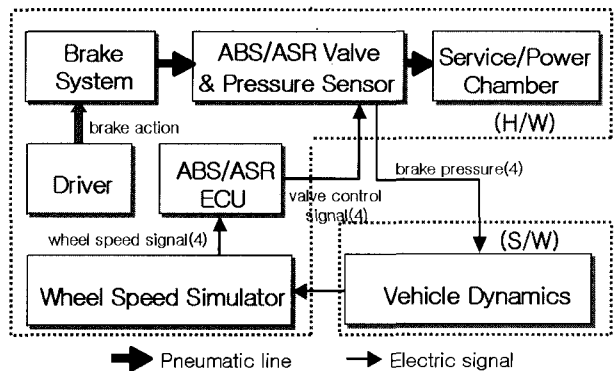 Brake
System
ABS/ASR Valve
& Pressure Sensor
Service/Power
Chamber
(H/W)
brake action
brake pressure(4)
Driver
ABS/ASR
ECU
valve control
signal(4)
wheel speed signal(4)
(S/W)
Wheel Speed Simulator
Vehicle Dynamics
Pneumatic line
Electric signal